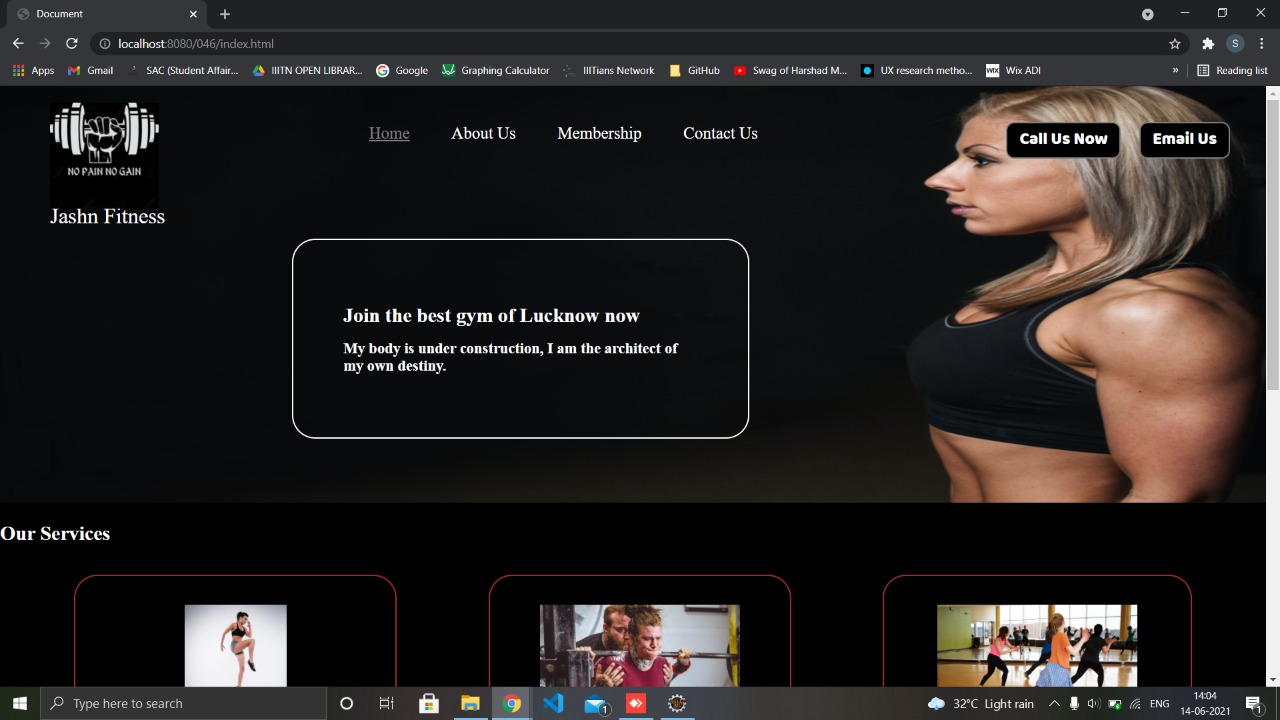 Document
localhost:8080/046/index.html
S
Apps
Gmail
SAC (Student Affair...
IIITN OPEN LIBRAR...
Google
Graphing Calculator
IIITians Network
GitHub
Swag of Harshad M...
UX research metho...
WIX
Wix ADI
»
Reading list
NO PAIN NO GAIN
Jashn Fitness
Home
About Us
Membership
Contact Us
Call Us Now
Email Us
Join the best gym of Lucknow now
My body is under construction, I am the architect of
my own destiny.
Our Services
Type here to search
1
32°C Light rain
ENG
14:04
14-06-2021
1